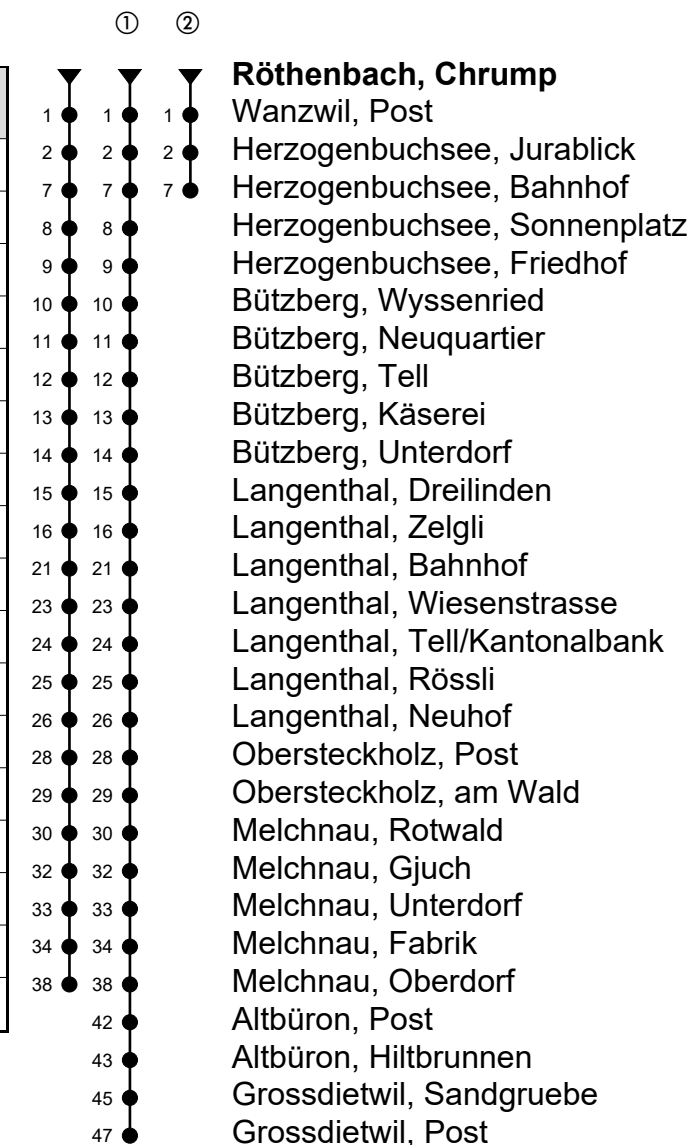 ① ②
Röthenbach, Chrump
1 1 1 Wanzwil, Post
2 2 2 Herzogenbuchsee, Jurablick
7 7 7 Herzogenbuchsee, Bahnhof
8 8 Herzogenbuchsee, Sonnenplatz
9 9 Herzogenbuchsee, Friedhof
10 10 Bützberg, Wyssenried
11 11 Bützberg, Neuquartier
12 12 Bützberg, Tell
13 13 Bützberg, Käserei
14 14 Bützberg, Unterdorf
15 15 Langenthal, Dreilinden
16 16 Langenthal, Zelgli
21 21 Langenthal, Bahnhof
23 23 Langenthal, Wiesenstrasse
24 24 Langenthal, Tell/Kantonalbank
25 25 Langenthal, Rössli
26 26 Langenthal, Neuhof
28 28 Obersteckholz, Post
29 29 Obersteckholz, am Wald
30 30 Melchnau, Rotwald
32 32 Melchnau, Gjuch
33 33 Melchnau, Unterdorf
34 34 Melchnau, Fabrik
38 38 Melchnau, Oberdorf
42 Altbüron, Post
43 Altbüron, Hiltbrunnen
45 Grossdietwil, Sandgruebe
47 Grossdietwil, Post